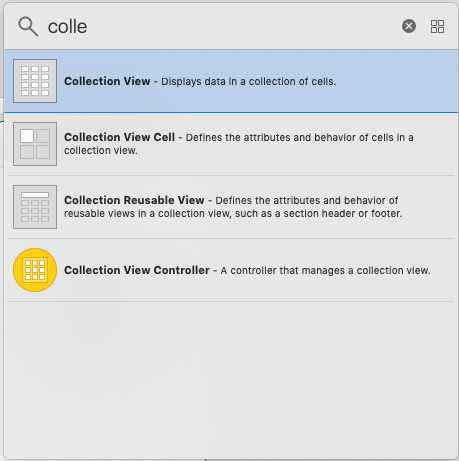 colle
Collection View - Displays data in a collection of cells.
Collection View Cell - Defines the attributes and behavior of cells in a
collection view.
Collection Reusable View - Defines the attributes and behavior of
reusable views in a collection view, such as a section header or footer.
Collection View Controller - A controller that manages a collection view.